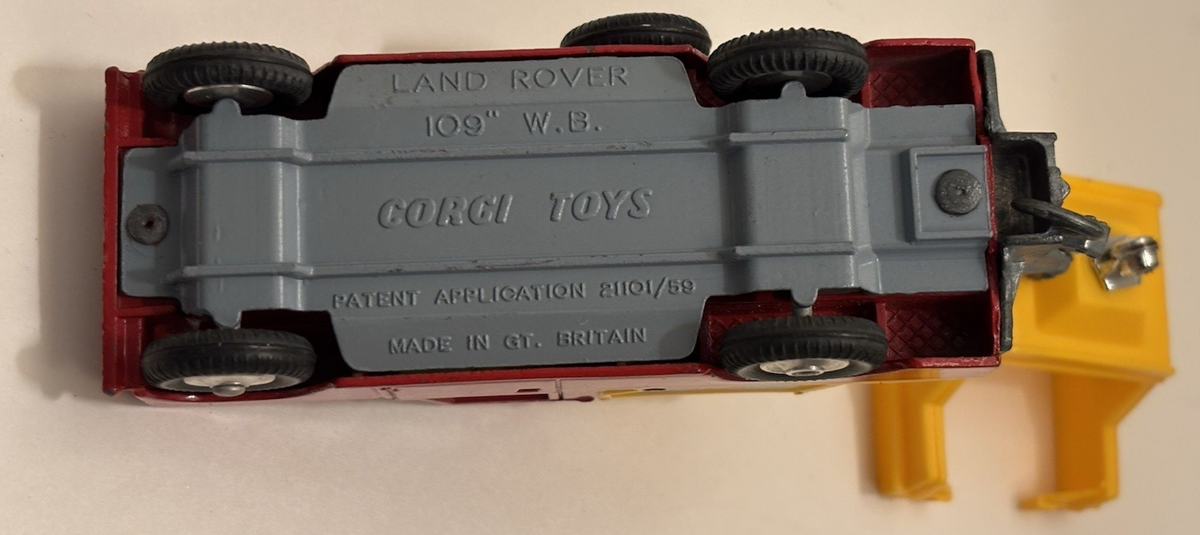 LAND ROVER
109" W.B.
CORGI TOYS
PATENT APPLICATION 21101/59
MADE IN GT. BRITAIN